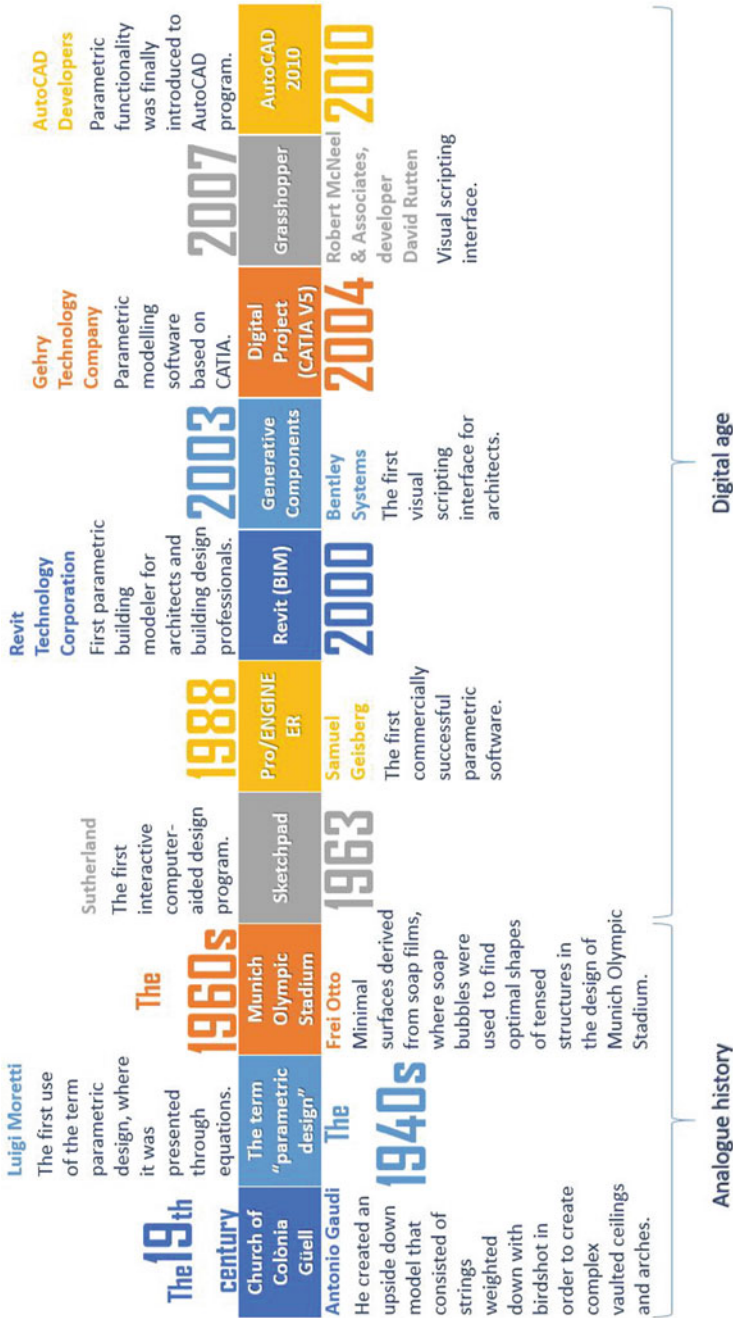 The 19th
century
Church of
Colònia
Güell
Antonio Gaudi
He created an
upside down
model that
consisted of
strings
weighted
down with
birdshot in
order to create
complex
vaulted ceilings
and arches.
Luigi Moretti
The first use
of the term
parametric
design, where
it was
presented
through
equations.
The term
“parametric
design”
The
1940s
The
1960s
Munich
Olympic
Stadium
Frei Otto
Minimal
surfaces derived
from soap films,
where soap
bubbles were
used to find
optimal shapes
of tensed
structures in
the design of
Munich Olympic
Stadium.
Sutherland
The first
interactive
computer-
aided design
program.
Sketchpad
1963
1988
Pro/ENGINE
ER
Samuel
Geisberg
The first
commercially
successful
parametric
software.
Revit
Technology
Corporation
First parametric
building
modeler for
architects and
building design
professionals.
Revit (BIM)
2000
2003
Generative
Components
Bentley
Systems
The first
visual
scripting
interface for
architects.
Gehry
Technology
Company
Parametric
modelling
software
based on
CATIA.
Digital
Project
(CATIA V5)
2004
2007
Grasshopper
Robert McNeel
& Associates,
developer
David Rutten
Visual scripting
interface.
AutoCAD
Developers
Parametric
functionality
was finally
introduced to
AutoCAD
program.
AutoCAD
2010
2010
Analogue history
Digital age